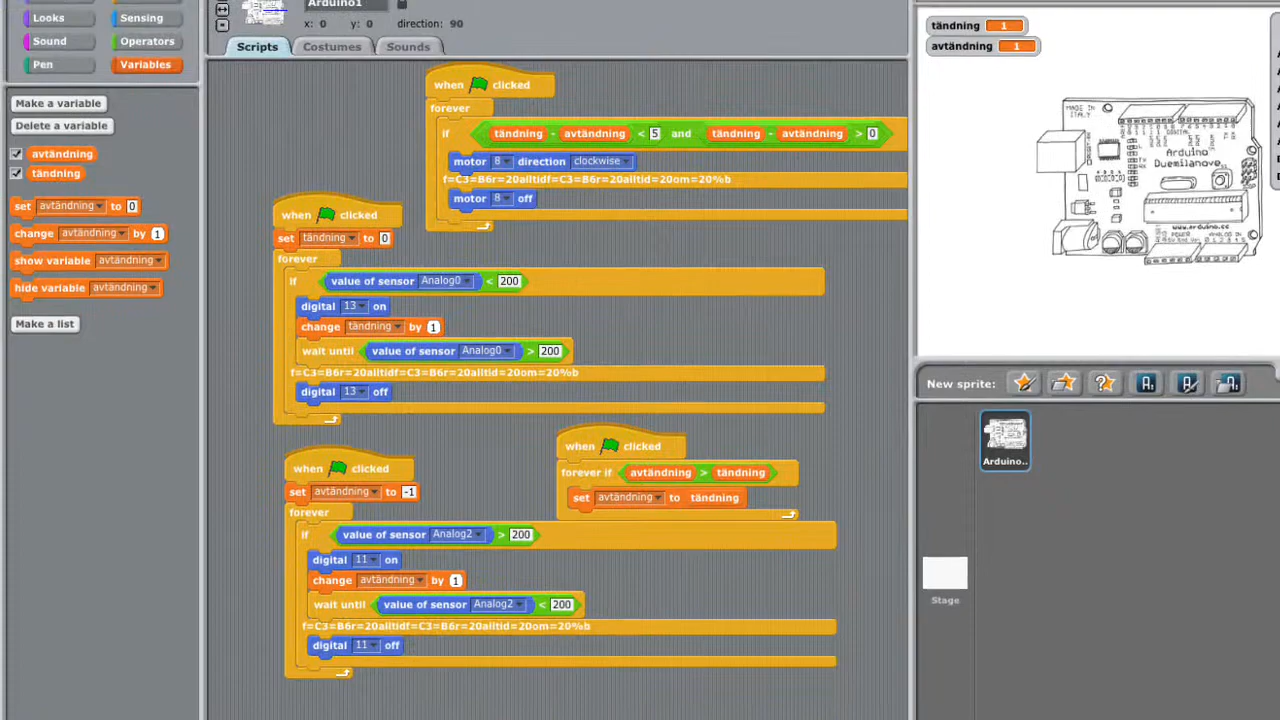 Looks
Sensing
Sound
Operators
Pen
Variables
Make a variable
Delete a variable
avtändning
tändning
set avtändning to 0
change avtändning by 1
show variable avtändning
hide variable avtändning
Make a list
Arduino1
x: 0 y: 0 direction: 90
Scripts Costumes Sounds
when clicked
forever
if tändning - avtändning < 5 and tändning - avtändning > 0
motor 8 direction clockwise
f=C3=B6r=20alltidf=C3=B6r=20alltid=20om=20%b
motor 8 off
when clicked
set tändning to 0
forever
if value of sensor Analog0 < 200
digital 13 on
change tändning by 1
wait until value of sensor Analog0 > 200
f=C3=B6r=20alltidf=C3=B6r=20alltid=20om=20%b
digital 13 off
when clicked
forever if avtändning > tändning
set avtändning to tändning
when clicked
set avtändning to -1
forever
if value of sensor Analog2 > 200
digital 11 on
change avtändning by 1
wait until value of sensor Analog2 < 200
f=C3=B6r=20alltidf=C3=B6r=20alltid=20om=20%b
digital 11 off
tändning 1
avtändning 1
MADE IN
ITALY
DIGITAL
Arduino
Duemilanove
www.arduino.cc
POWER
ANALOG IN
New sprite:
Arduino..
Stage